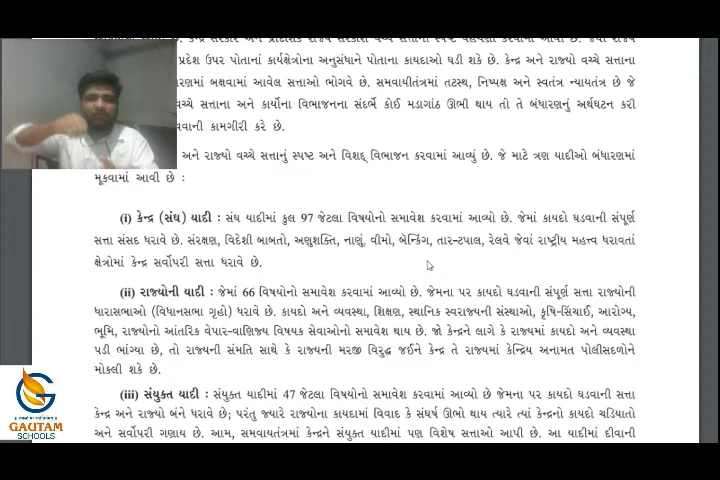 પ્રદેશ ઉપર પોતાનાં કાર્યક્ષેત્રોના અનુસંધાને પોતાના કાયદાઓ ઘડી શકે છે. કેન્દ્ર અને રાજ્યો વચ્ચે સત્તાના
બક્ષવામાં આવેલ સત્તાઓ ભોગવે છે. સમવાયીતંત્રમાં તટસ્થ, નિષ્પક્ષ અને સ્વતંત્ર ન્યાયતંત્ર છે જે
વચ્ચે સત્તાના અને કાર્યોના વિભાજનના સંદર્ભે કોઈ મડાગાંઠ ઊભી થાય તો તે બંધારણનું અર્થઘટન કરી
કામગીરી કરે છે.
અને રાજ્યો વચ્ચે સત્તાનું સ્પષ્ટ અને વિશદ્ વિભાજન કરવામાં આવ્યું છે. જે માટે ત્રણ યાદીઓ બંધારણમાં
મૂકવામાં આવી છે :
(i) કેન્દ્ર (સંઘ) યાદી : સંઘ યાદીમાં કુલ 97 જેટલા વિષયોનો સમાવેશ કરવામાં આવ્યો છે. જેમાં કાયદો ઘડવાની સંપૂર્ણ
સત્તા સંસદ ધરાવે છે. સંરક્ષણ, વિદેશી બાબતો, અણુશક્તિ, નાણું, વીમો, બૅન્કિંગ, તાર-ટપાલ, રેલવે જેવાં રાષ્ટ્રીય મહત્ત્વ ધરાવતાં
ક્ષેત્રોમાં કેન્દ્ર સર્વોપરી સત્તા ધરાવે છે.
(ii) રાજ્યોની યાદી : જેમાં 66 વિષયોનો સમાવેશ કરવામાં આવ્યો છે. જેમના પર કાયદો ઘડવાની સંપૂર્ણ સત્તા રાજ્યોની
ધારાસભાઓ (વિધાનસભા ગૃહો) ધરાવે છે. કાયદો અને વ્યવસ્થા, શિક્ષણ, સ્થાનિક સ્વરાજ્યની સંસ્થાઓ, કૃષિ-સિંચાઈ, આરોગ્ય,
ભૂમિ, રાજ્યોનો આંતરિક વેપાર-વાણિજ્ય વિષયક સેવાઓનો સમાવેશ થાય છે. જો કેન્દ્રને લાગે કે રાજ્યમાં કાયદો અને વ્યવસ્થા
પડી ભાંગ્યા છે, તો રાજ્યની સંમતિ સાથે કે રાજ્યની મરજી વિરુદ્ધ જઈને કેન્દ્ર તે રાજ્યમાં કેન્દ્રિય અનામત પોલીસદળોને
મોકલી શકે છે.
(iii) સંયુક્ત યાદી : સંયુક્ત યાદીમાં 47 જેટલા વિષયોનો સમાવેશ કરવામાં આવ્યો છે જેમના પર કાયદો ઘડવાની સત્તા
કેન્દ્ર અને રાજ્યો બંને ધરાવે છે; પરંતુ જ્યારે રાજ્યોના કાયદામાં વિવાદ કે સંઘર્ષ ઊભો થાય ત્યારે ત્યાં કેન્દ્રનો કાયદો ચડિયાતો
અને સર્વોપરી ગણાય છે. આમ, સમવાયતંત્રમાં કેન્દ્રને સંયુક્ત યાદીમાં પણ વિશેષ સત્તાઓ આપી છે. આ યાદીમાં દીવાની
GAUTAM
SCHOOLS